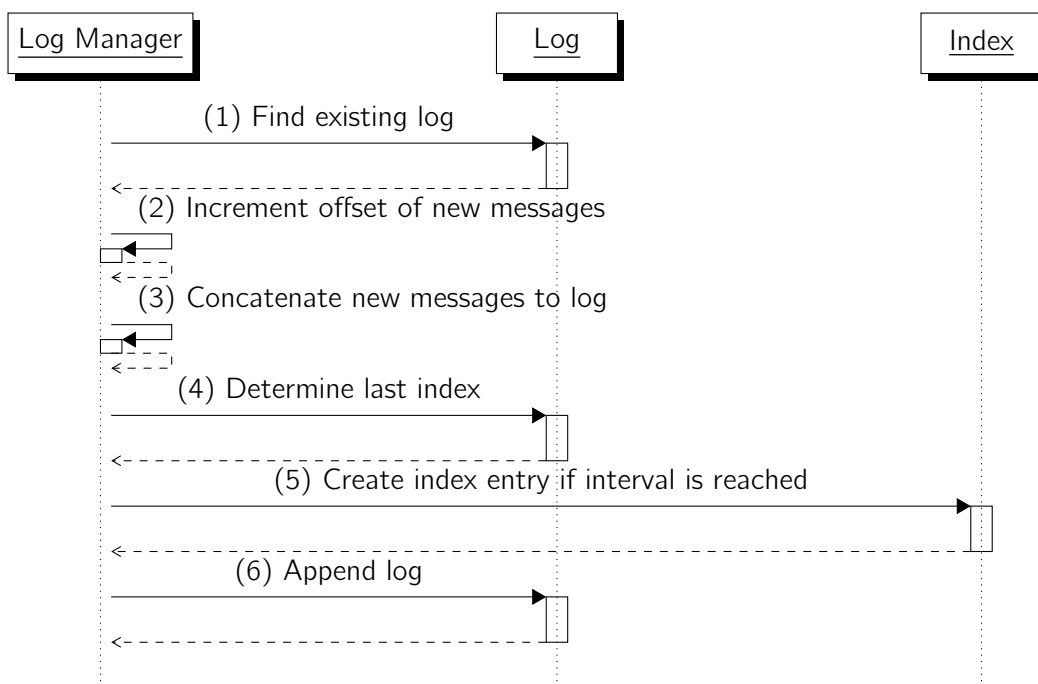 Log Manager
Log
Index
(1) Find existing log
(2) Increment offset of new messages
(3) Concatenate new messages to log
(4) Determine last index
(5) Create index entry if interval is reached
(6) Append log